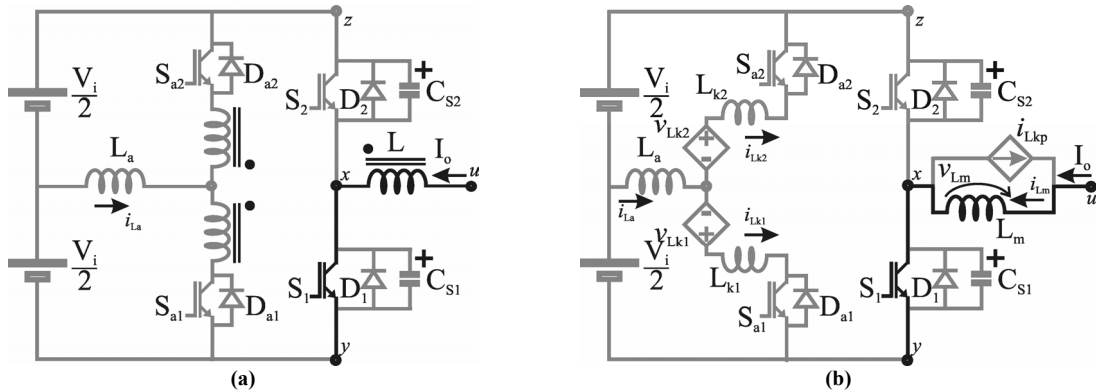 z
S_a2
D_a2
V_i
2
S_2
D_2
+
C_S2
L_a
L
I_o
x
u
i_La
V_i
2
S_1
D_1
+
C_S1
S_a1
D_a1
y
(a)
z
S_a2
D_a2
V_i
2
L_k2
S_2
D_2
+
C_S2
v_Lk2
+
-
i_Lk2
i_Lkp
L_a
v_Lm
I_o
x
i_Lm
u
i_La
i_Lk1
L_m
v_Lk1
-
+
V_i
2
L_k1
S_1
D_1
+
C_S1
S_a1
D_a1
y
(b)